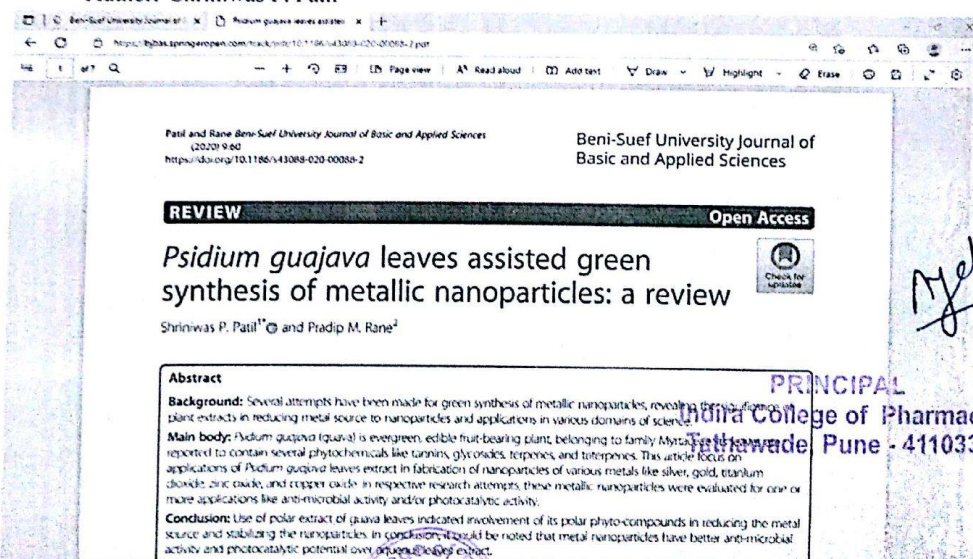 Beni-Suef University Journal of B
Psidium guajava leaves assisted
1 of 7
Page view
Read aloud
Add text
Draw
Highlight
Erase
Patil and Rane Beni-Suef University Journal of Basic and Applied Sciences
(2020) 9:60
https://doi.org/10.1186/s43088-020-00088-2
Beni-Suef University Journal of
Basic and Applied Sciences
REVIEW
Open Access
Psidium guajava leaves assisted green
synthesis of metallic nanoparticles: a review
Check for
updates
Shriniwas P. Patil1* and Pradip M. Rane2
Abstract
Background: Several attempts have been made for green synthesis of metallic nanoparticles, revealing the significance of
plant extracts in reducing metal source to nanoparticles and applications in various domains of science.
Main body: Psidium guajava (guava) is evergreen, edible fruit-bearing plant, belonging to family
reported to contain several phytochemicals like tannins, glycosides, terpenes, and triterpenes. This article focus on
applications of Psidium guajava leaves extract in fabrication of nanoparticles of various metals like silver, gold, titanium
dioxide, zinc oxide, and copper oxide. In respective research attempts, these metallic nanoparticles were evaluated for one or
more applications like anti-microbial activity and/or photocatalytic activity.
Conclusion: Use of polar extract of guava leaves indicated involvement of its polar phyto-compounds in reducing the metal
source and stabilizing the nanoparticles. In conclusion, it could be noted that metal nanoparticles have better anti-microbial
activity and photocatalytic potential over aqueous leaves extract.
PRINCIPAL
Indira College of Pharmac
Tathawade, Pune - 411033